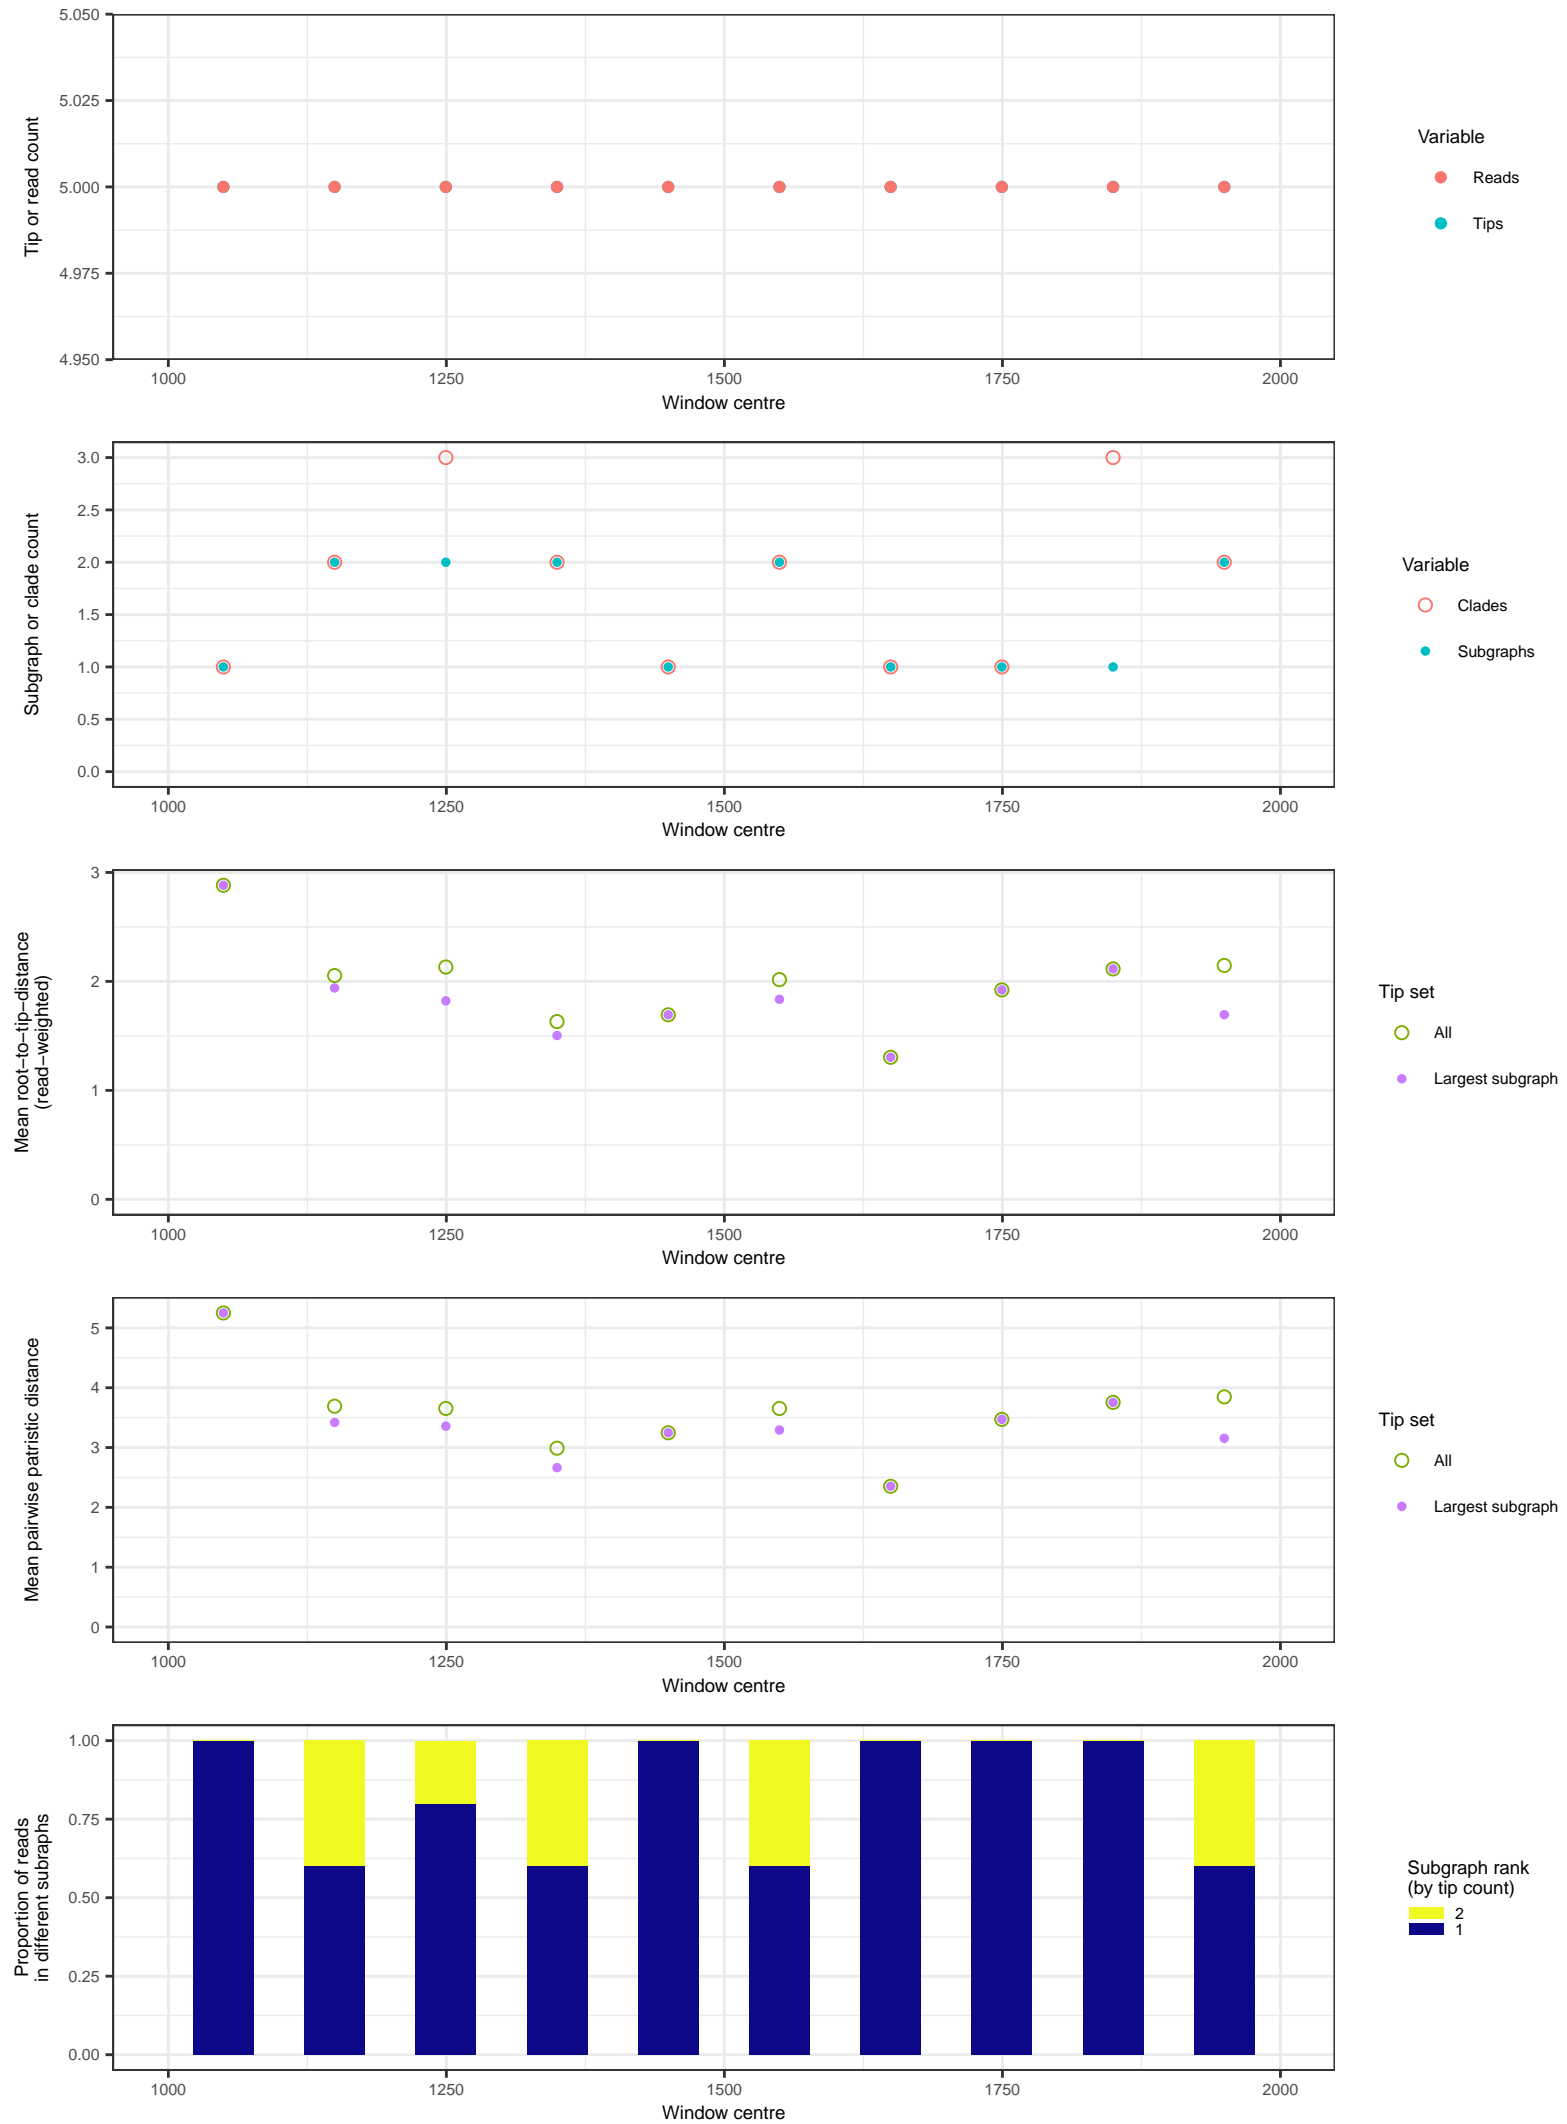 5.050
5.025
5.000
4.975
4.950
Tip or read count
1000 1250 1500 1750 2000
Window centre
Variable
Reads
Tips
3.0
2.5
2.0
1.5
1.0
0.5
0.0
Subgraph or clade count
1000 1250 1500 1750 2000
Window centre
Variable
Clades
Subgraphs
3
2
1
0
Mean root−to−tip−distance
(read−weighted)
1000 1250 1500 1750 2000
Window centre
Tip set
All
Largest subgraph
5
4
3
2
1
0
Mean pairwise patristic distance
1000 1250 1500 1750 2000
Window centre
Tip set
All
Largest subgraph
1.00
0.75
0.50
0.25
0.00
Proportion of reads
in different subraphs
1000 1250 1500 1750 2000
Window centre
Subgraph rank
(by tip count)
2
1